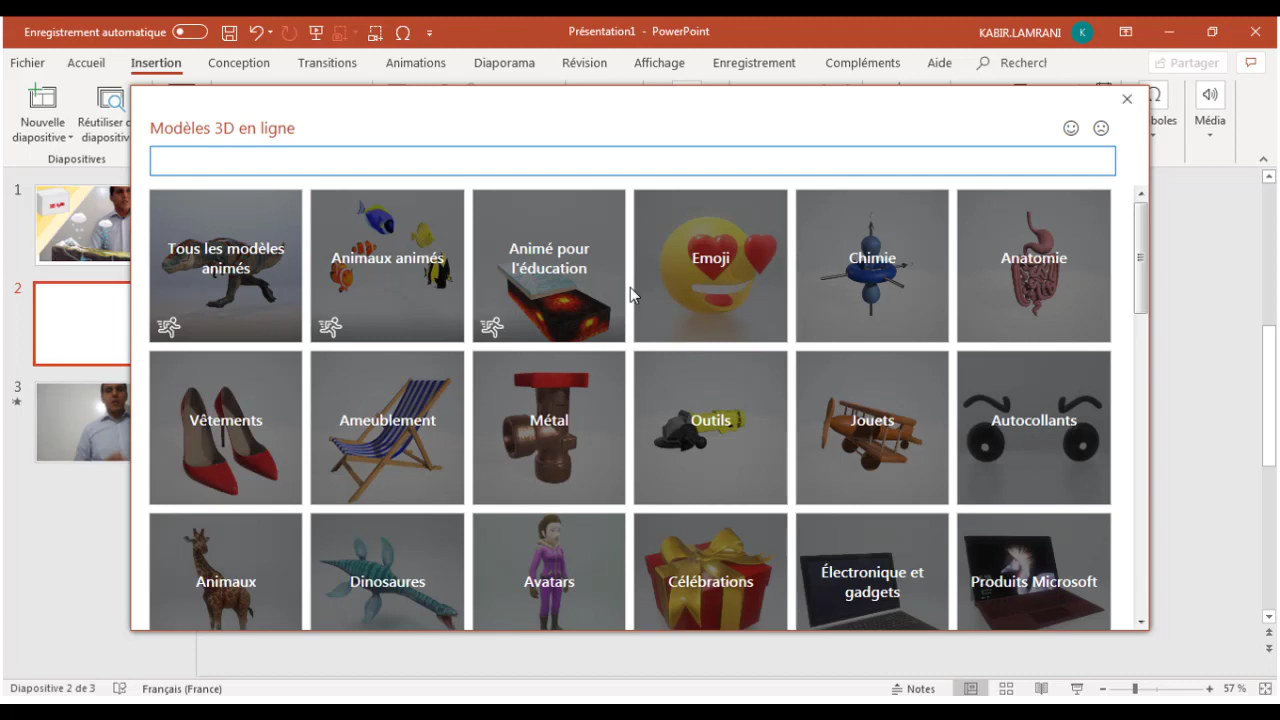 Enregistrement automatique
Présentation1 - PowerPoint
KABIR.LAMRANI K
Fichier Accueil Insertion Conception Transitions Animations Diaporama Révision Affichage Enregistrement Compléments Aide Recherch Partager
Nouvelle
diapositive
Réutiliser
Diapositives
Média
Modèles 3D en ligne
Tous les modèles
animés
Animaux animés
Animé pour
l'éducation
Emoji
Chimie
Anatomie
Vêtements
Ameublement
Métal
Outils
Jouets
Autocollants
Animaux
Dinosaures
Avatars
Célébrations
Électronique et
gadgets
Produits Microsoft
1
2
3
Diapositive 2 de 3
Français (France)
Notes
57 %